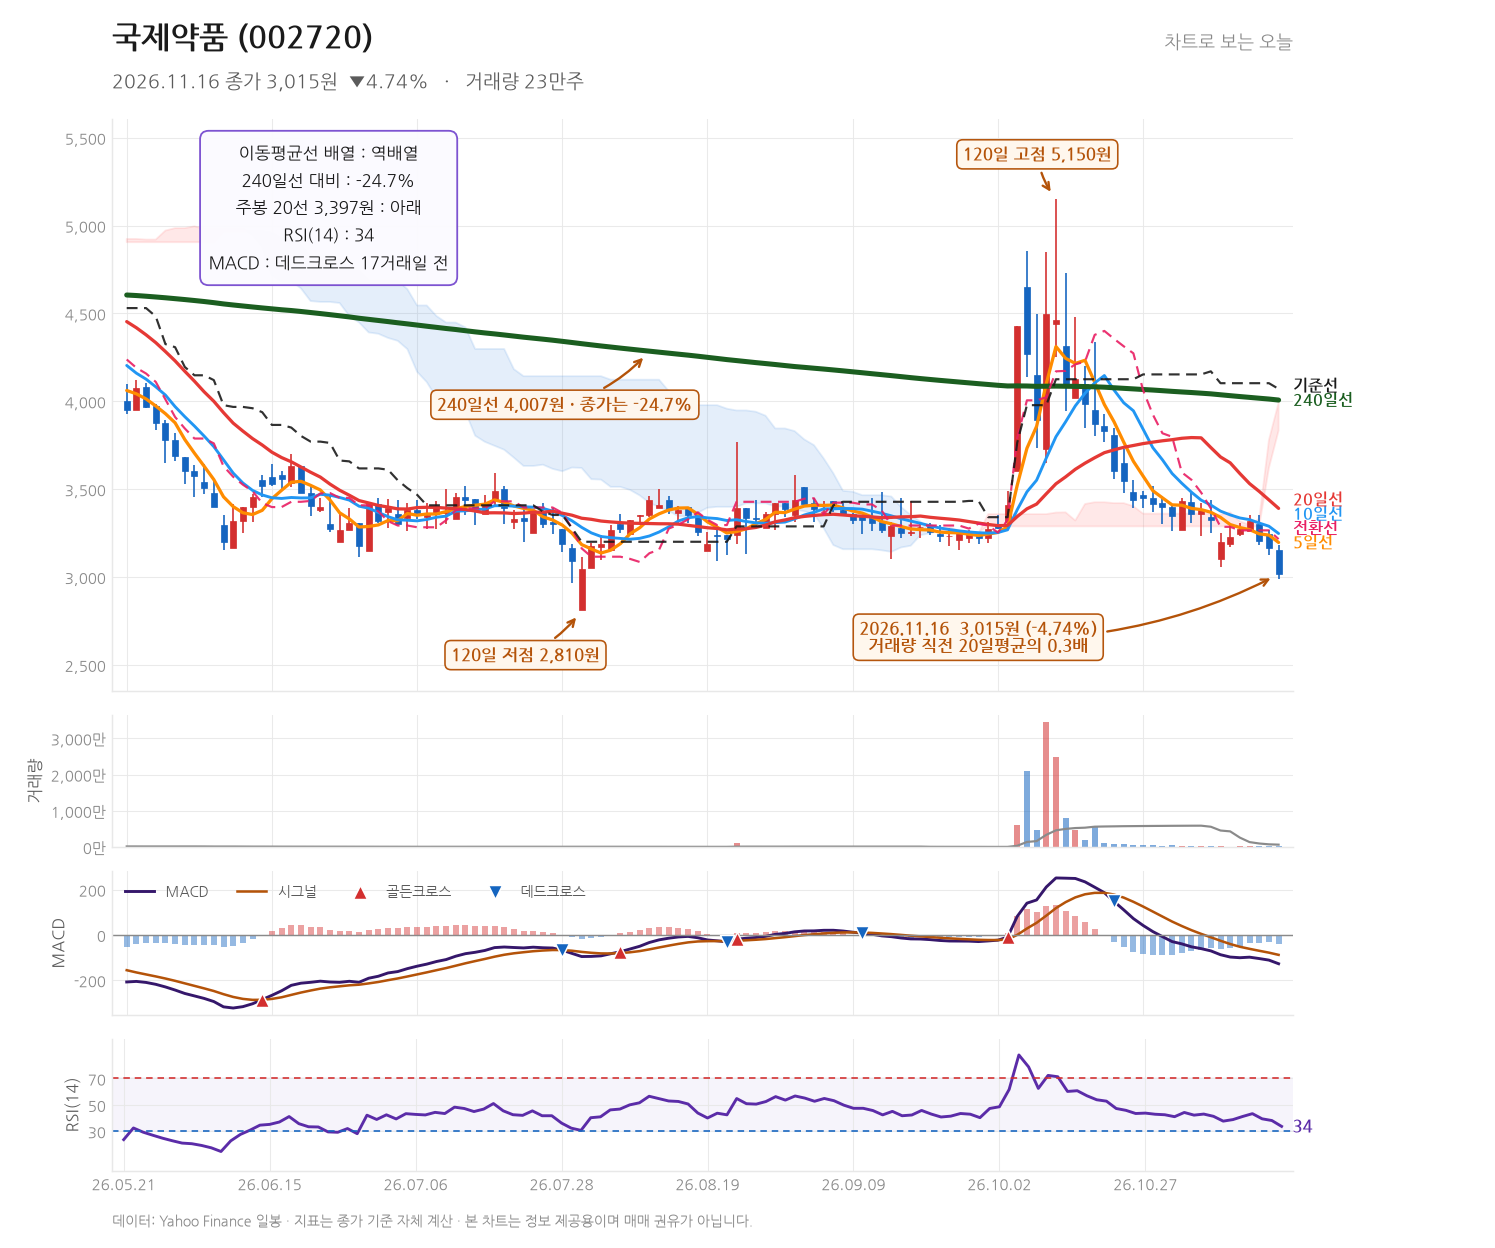 국제약품 (002720)
차트로 보는 오늘
2026.11.16 종가 3,015원 ▼4.74% · 거래량 23만주
5,500
5,000
4,500
4,000
3,500
3,000
2,500
이동평균선 배열 : 역배열
240일선 대비 : -24.7%
주봉 20선 3,397원 : 아래
RSI(14) : 34
MACD : 데드크로스 17거래일 전
120일 고점 5,150원
240일선 4,007원 · 종가는 -24.7%
120일 저점 2,810원
2026.11.16 3,015원 (-4.74%)
거래량 직전 20일평균의 0.3배
기준선
240일선
20일선
10일선
전환선
5일선
거래량
3,000만
2,000만
1,000만
0만
MACD
200
0
-200
MACD
시그널
▲ 골든크로스
▼ 데드크로스
RSI(14)
70
50
30
34
26.05.21
26.06.15
26.07.06
26.07.28
26.08.19
26.09.09
26.10.02
26.10.27
데이터: Yahoo Finance 일봉 · 지표는 종가 기준 자체 계산 · 본 차트는 정보 제공용이며 매매 권유가 아닙니다.